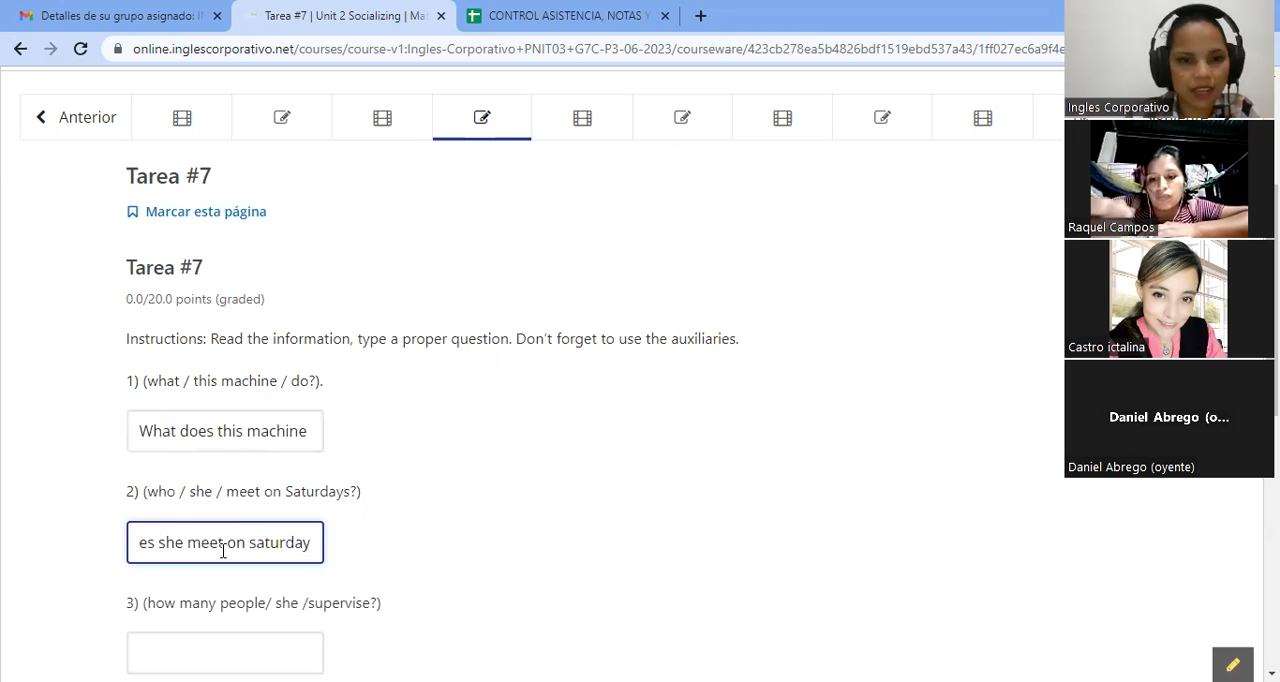 Detalles de su grupo asignado: I
Tarea #7 | Unit 2 Socializing | Mat
CONTROL ASISTENCIA, NOTAS Y
online.inglescorporativo.net/courses/course-v1:Ingles-Corporativo+PNIT03+G7C-P3-06-2023/courseware/423cb278ea5b4826bdf1519ebd537a43/1ff027ec6a9f4e
Anterior
Tarea #7
Marcar esta página
Tarea #7
0.0/20.0 points (graded)
Instructions: Read the information, type a proper question. Don't forget to use the auxiliaries.
1) (what / this machine / do?).
What does this machine
2) (who / she / meet on Saturdays?)
es she meet on saturday
3) (how many people/ she /supervise?)
Ingles Corporativo
Raquel Campos
Castro ictalina
Daniel Abrego (o...
Daniel Abrego (oyente)